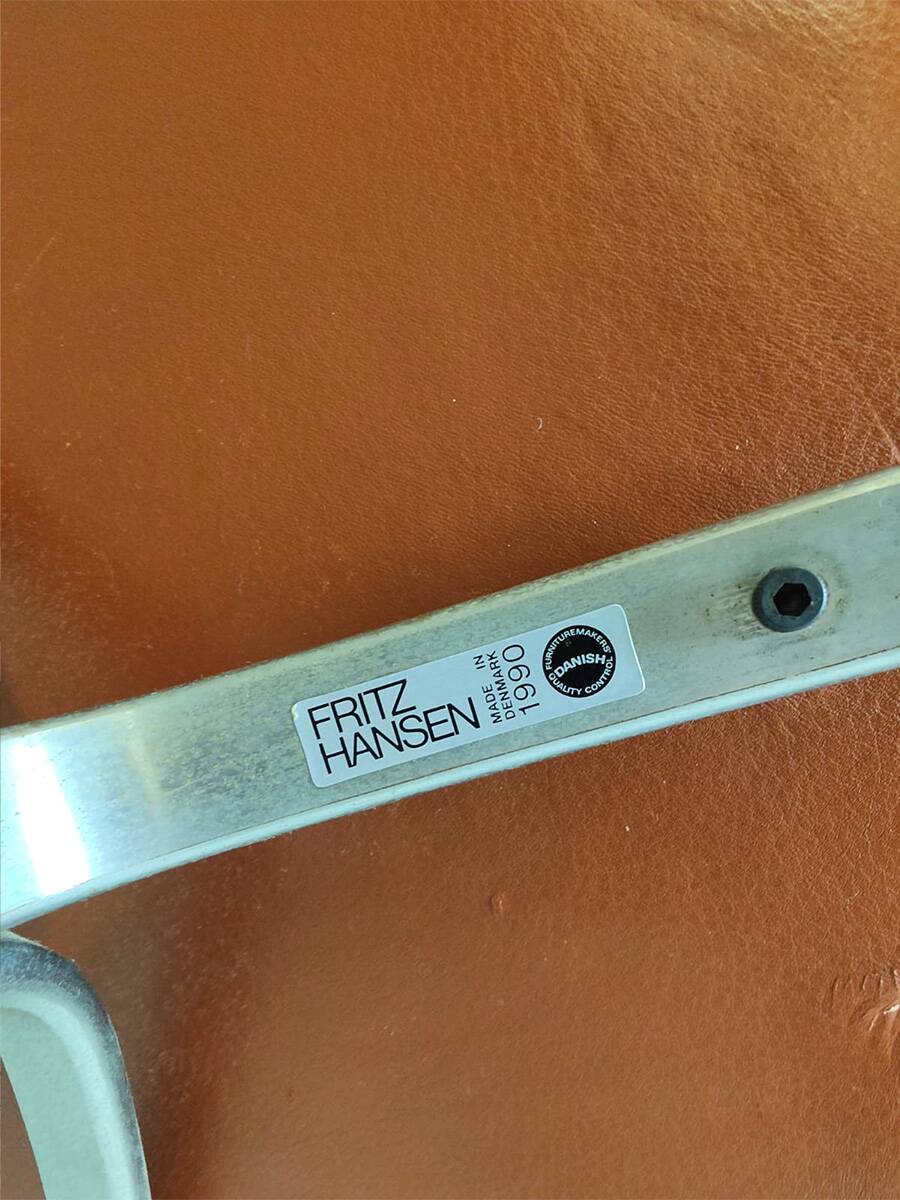 FRITZ
HANSEN
MADE IN
DENMARK
1990
FURNITUREMAKERS'
DANISH
QUALITY CONTROL